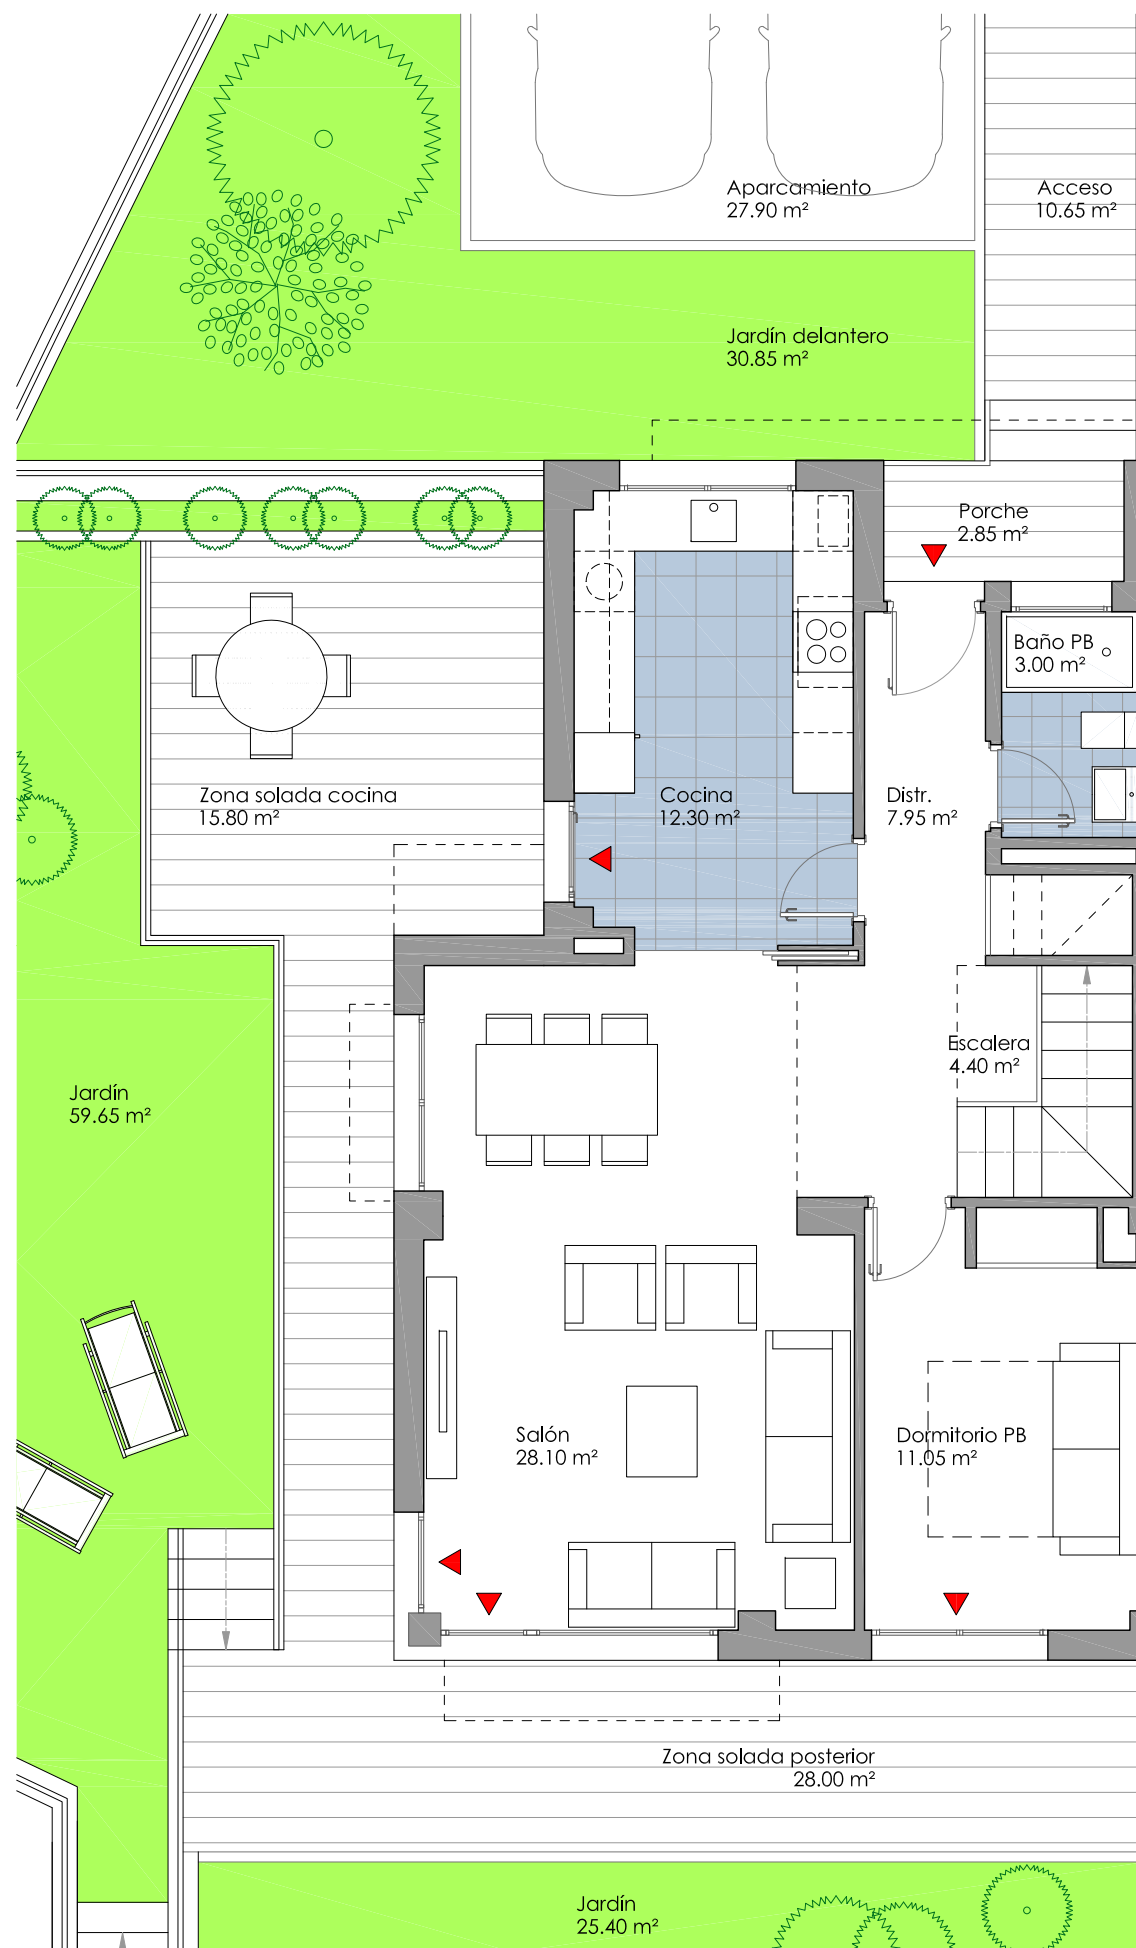 Aparcamiento
27.90 m²
Acceso
10.65 m²
Jardín delantero
30.85 m²
Porche
2.85 m²
Baño PB
3.00 m²
Zona solada cocina
15.80 m²
Cocina
12.30 m²
Distr.
7.95 m²
Escalera
4.40 m²
Jardín
59.65 m²
Salón
28.10 m²
Dormitorio PB
11.05 m²
Zona solada posterior
28.00 m²
Jardín
25.40 m²